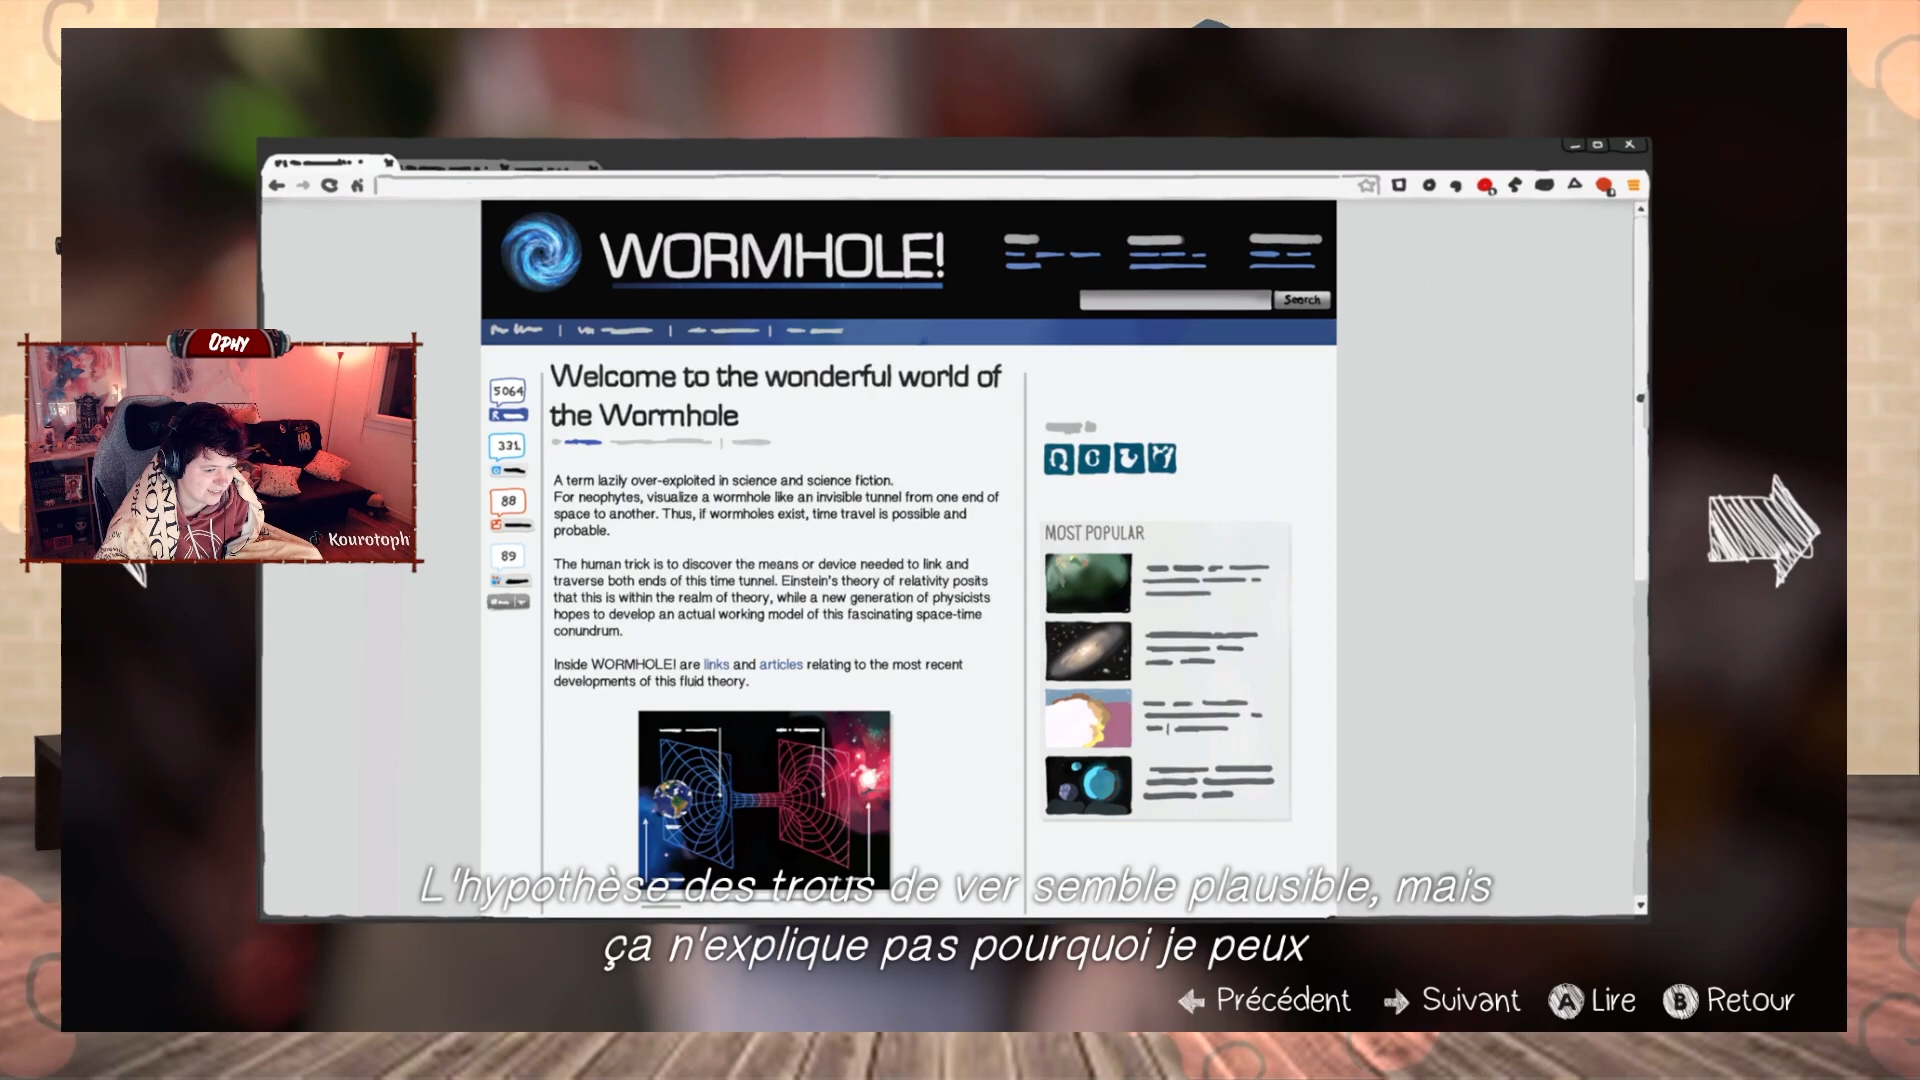 WORMHOLE!
Search
OPHY
Kourotoph
5064
331
88
89
Welcome to the wonderful world of
the Wormhole
A term lazily over-exploited in science and science fiction.
For neophytes, visualize a wormhole like an invisible tunnel from one end of
space to another. Thus, if wormholes exist, time travel is possible and
probable.
The human trick is to discover the means or device needed to link and
traverse both ends of this time tunnel. Einstein's theory of relativity posits
that this is within the realm of theory, while a new generation of physicists
hopes to develop an actual working model of this fascinating space-time
conundrum.
Inside WORMHOLE! are links and articles relating to the most recent
developments of this fluid theory.
MOST POPULAR
L'hypothèse des trous de ver semble plausible, mais
ça n'explique pas pourquoi je peux
Précédent Suivant A Lire B Retour